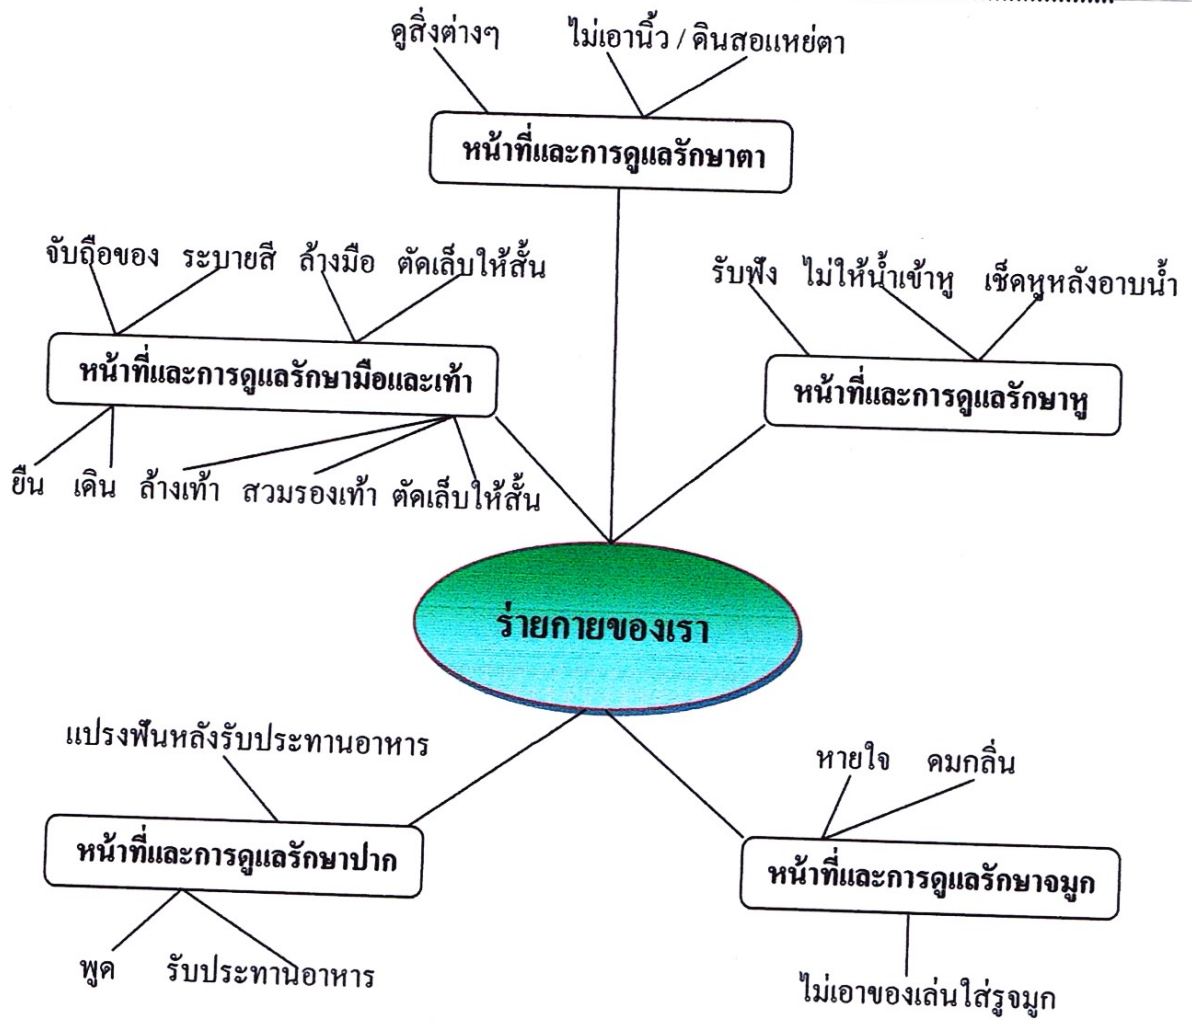 ดูสิ่งต่างๆ ไม่เอานิ้ว / ดินสอแหย่ตา
หน้าที่และการดูแลรักษาตา
จับถือของ ระบายสี ล้างมือ ตัดเล็บให้สั้น
รับฟัง ไม่ให้น้ำเข้าหู เช็ดหูหลังอาบน้ำ
หน้าที่และการดูแลรักษามือและเท้า
หน้าที่และการดูแลรักษาหู
ยืน เดิน ล้างเท้า สวมรองเท้า ตัดเล็บให้สั้น
ร่ายกายของเรา
แปรงฟันหลังรับประทานอาหาร
หายใจ ดมกลิ่น
หน้าที่และการดูแลรักษาปาก
หน้าที่และการดูแลรักษาจมูก
พูด รับประทานอาหาร
ไม่เอาของเล่นใส่รูจมูก